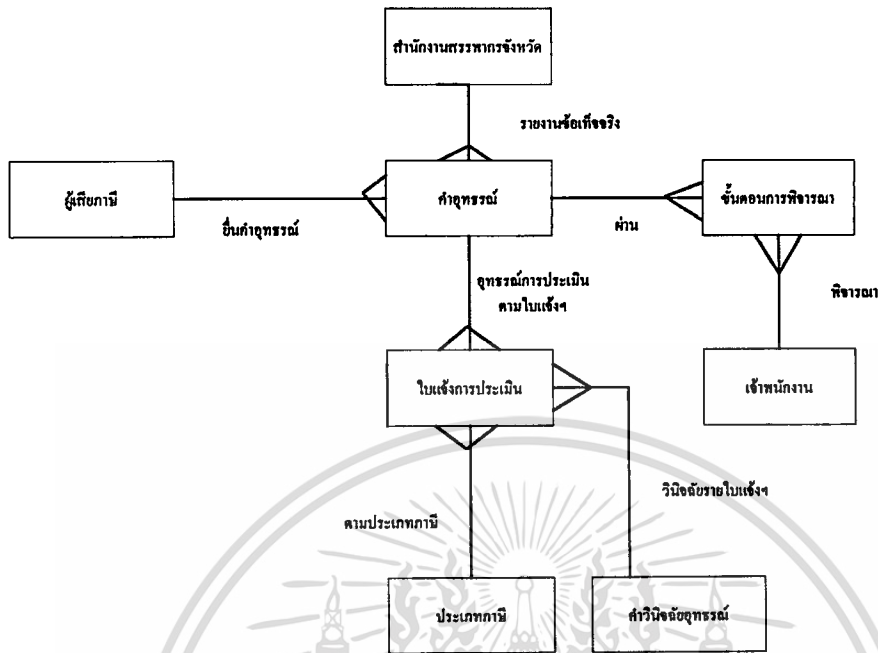 สำนักงานสรรพากรจังหวัด
รายงานข้อเท็จจริง
ผู้เสียภาษี
คำอุทธรณ์
ขั้นตอนการพิจารณา
ยื่นคำอุทธรณ์
ผ่าน
อุทธรณ์การประเมิน
ตามใบแจ้งฯ
พิจารณา
ใบแจ้งการประเมิน
เจ้าพนักงาน
วินิจฉัยรายใบแจ้งฯ
ตามประเภทภาษี
ประเภทภาษี
คำวินิจฉัยอุทธรณ์